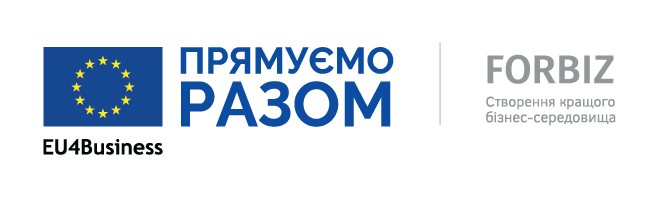 ПРЯМУЄМО
РАЗОМ
EU4Business
FORBIZ
Створення кращого
бізнес-середовища